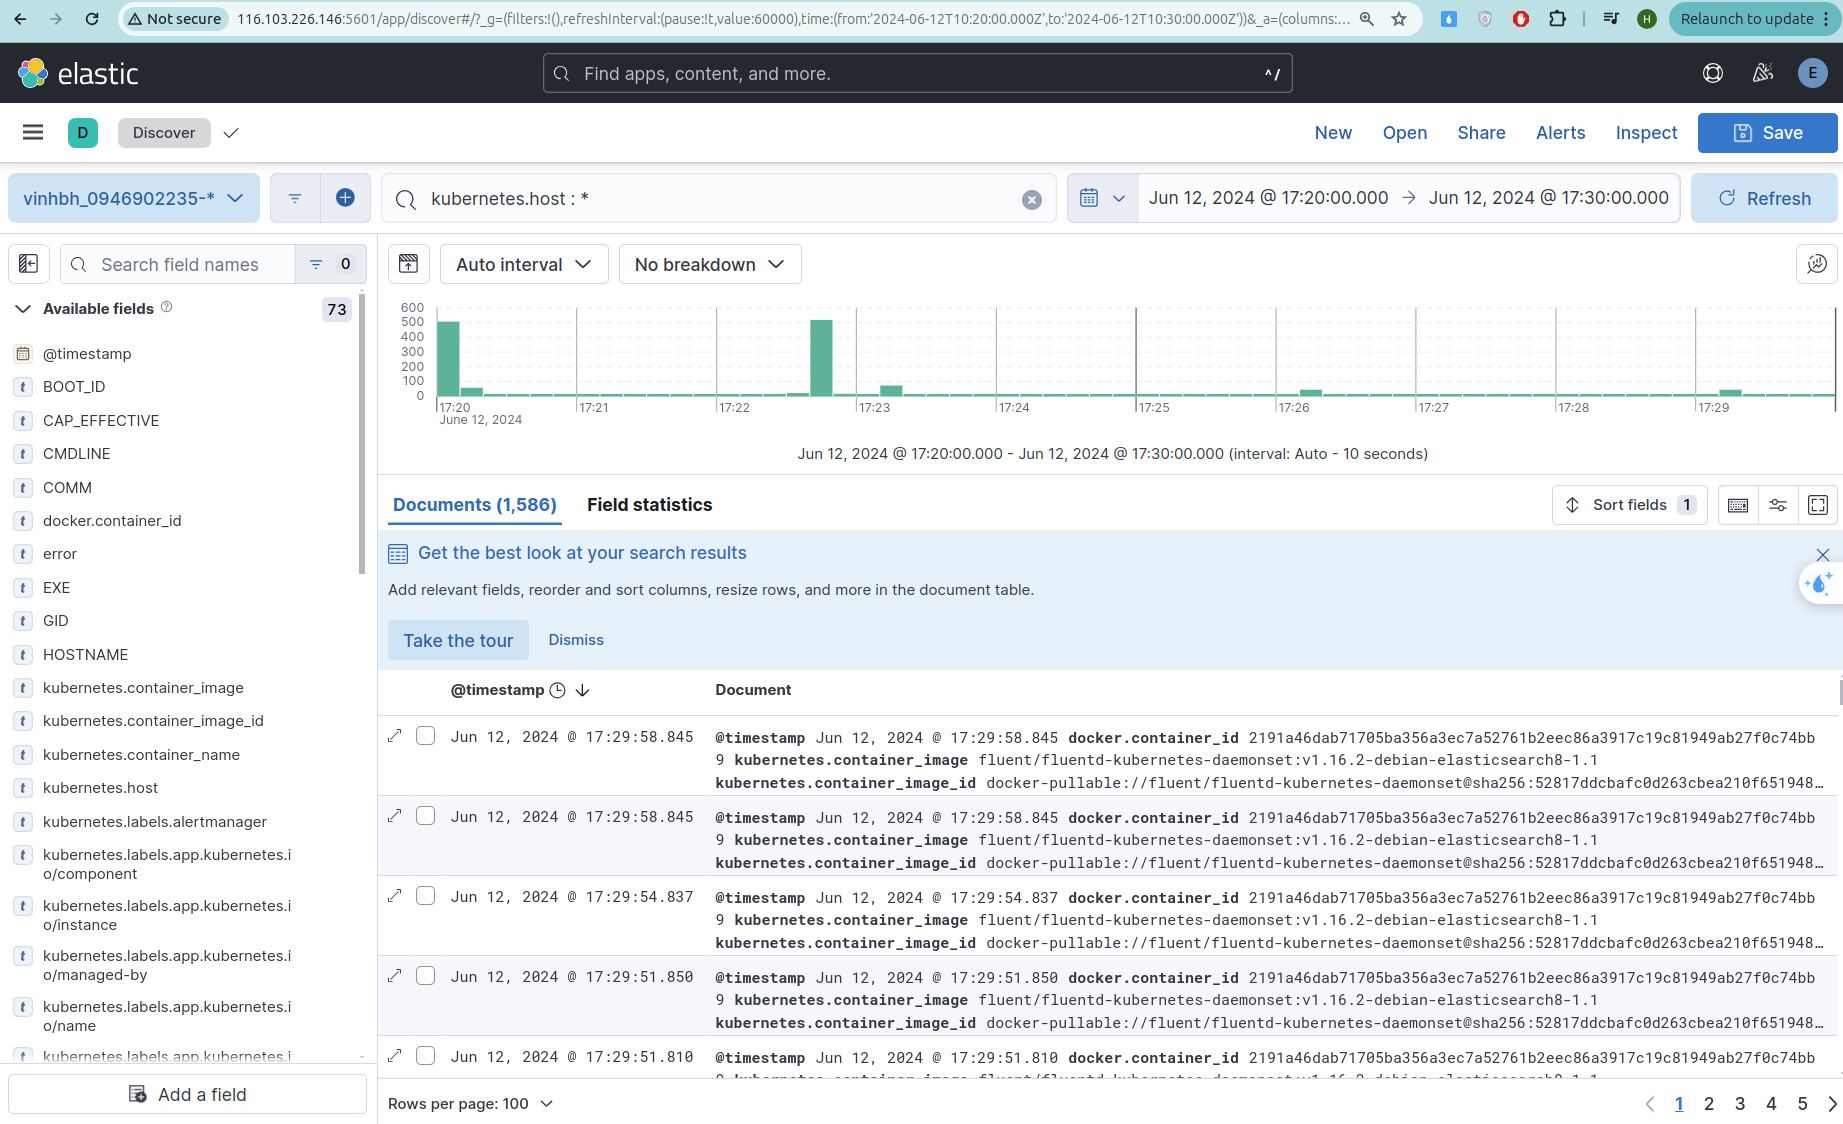 Not secure
116.103.226.146:5601/app/discover#/?_g=(filters:!(),refreshInterval:(pause:!t,value:60000),time:(from:'2024-06-12T10:20:00.000Z',to:'2024-06-12T10:30:00.000Z'))&_a=(columns:...
H
Relaunch to update
elastic
Find apps, content, and more.
^ /
E
D
Discover
New
Open
Share
Alerts
Inspect
Save
vinhbh_0946902235-*
kubernetes.host : *
Jun 12, 2024 @ 17:20:00.000 → Jun 12, 2024 @ 17:30:00.000
Refresh
Search field names
0
Auto interval
No breakdown
Available fields
73
@timestamp
t BOOT_ID
t CAP_EFFECTIVE
t CMDLINE
t COMM
t docker.container_id
t error
t EXE
t GID
t HOSTNAME
t kubernetes.container_image
t kubernetes.container_image_id
t kubernetes.container_name
t kubernetes.host
t kubernetes.labels.alertmanager
t kubernetes.labels.app.kubernetes.i
o/component
t kubernetes.labels.app.kubernetes.i
o/instance
t kubernetes.labels.app.kubernetes.i
o/managed-by
t kubernetes.labels.app.kubernetes.i
o/name
t kubernetes.labels.app.kubernetes.i
Add a field
600
500
400
300
200
100
0
17:20
17:21
17:22
17:23
17:24
17:25
17:26
17:27
17:28
17:29
June 12, 2024
Jun 12, 2024 @ 17:20:00.000 - Jun 12, 2024 @ 17:30:00.000 (interval: Auto - 10 seconds)
Documents (1,586)
Field statistics
Sort fields 1
Get the best look at your search results
Add relevant fields, reorder and sort columns, resize rows, and more in the document table.
Take the tour
Dismiss
@timestamp
Document
Jun 12, 2024 @ 17:29:58.845
@timestamp Jun 12, 2024 @ 17:29:58.845 docker.container_id 2191a46dab71705ba356a3ec7a52761b2eec86a3917c19c81949ab27f0c74bb
9 kubernetes.container_image fluent/fluentd-kubernetes-daemonset:v1.16.2-debian-elasticsearch8-1.1
kubernetes.container_image_id docker-pullable://fluent/fluentd-kubernetes-daemonset@sha256:52817ddcbafc0d263cbea210f651948…
Jun 12, 2024 @ 17:29:58.845
@timestamp Jun 12, 2024 @ 17:29:58.845 docker.container_id 2191a46dab71705ba356a3ec7a52761b2eec86a3917c19c81949ab27f0c74bb
9 kubernetes.container_image fluent/fluentd-kubernetes-daemonset:v1.16.2-debian-elasticsearch8-1.1
kubernetes.container_image_id docker-pullable://fluent/fluentd-kubernetes-daemonset@sha256:52817ddcbafc0d263cbea210f651948…
Jun 12, 2024 @ 17:29:54.837
@timestamp Jun 12, 2024 @ 17:29:54.837 docker.container_id 2191a46dab71705ba356a3ec7a52761b2eec86a3917c19c81949ab27f0c74bb
9 kubernetes.container_image fluent/fluentd-kubernetes-daemonset:v1.16.2-debian-elasticsearch8-1.1
kubernetes.container_image_id docker-pullable://fluent/fluentd-kubernetes-daemonset@sha256:52817ddcbafc0d263cbea210f651948…
Jun 12, 2024 @ 17:29:51.850
@timestamp Jun 12, 2024 @ 17:29:51.850 docker.container_id 2191a46dab71705ba356a3ec7a52761b2eec86a3917c19c81949ab27f0c74bb
9 kubernetes.container_image fluent/fluentd-kubernetes-daemonset:v1.16.2-debian-elasticsearch8-1.1
kubernetes.container_image_id docker-pullable://fluent/fluentd-kubernetes-daemonset@sha256:52817ddcbafc0d263cbea210f651948…
Jun 12, 2024 @ 17:29:51.810
@timestamp Jun 12, 2024 @ 17:29:51.810 docker.container_id 2191a46dab71705ba356a3ec7a52761b2eec86a3917c19c81949ab27f0c74bb
Rows per page: 100
1 2 3 4 5